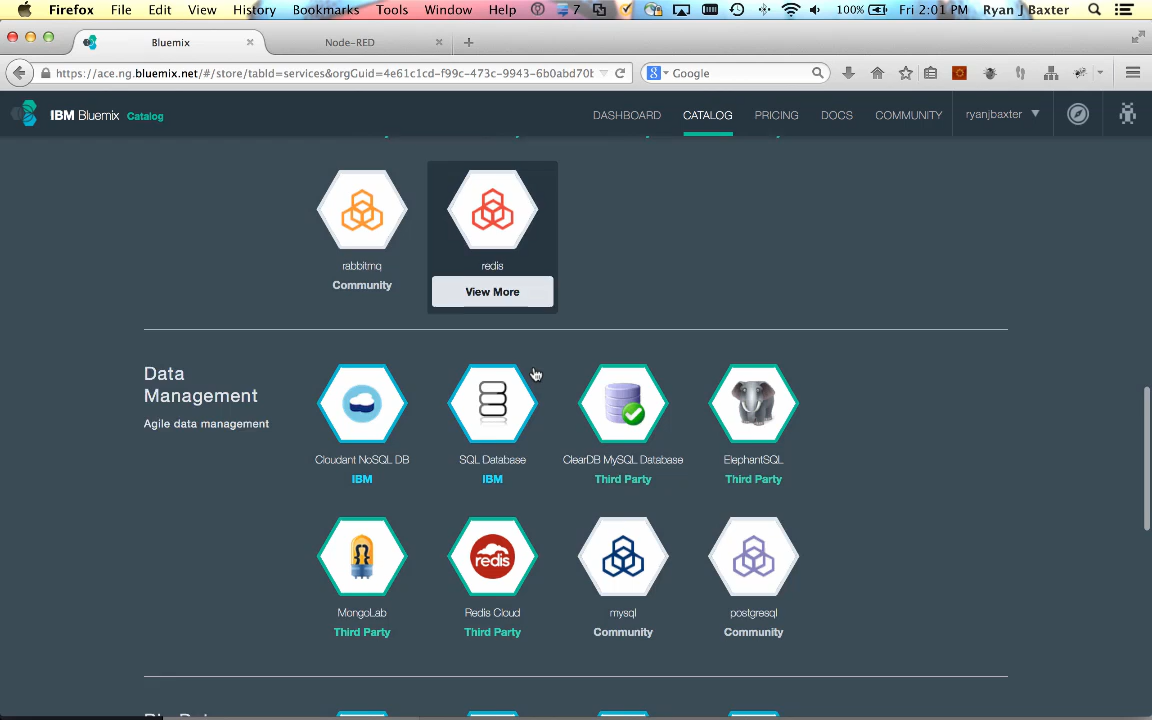 Firefox File Edit View History Bookmarks Tools Window Help 7 100% Fri 2:01 PM Ryan J Baxter
Bluemix Node-RED
https://ace.ng.bluemix.net/#/store/tabId=services&orgGuid=4e61c1cd-f99c-473c-9943-6b0abd70b Google
IBM Bluemix Catalog DASHBOARD CATALOG PRICING DOCS COMMUNITY ryanjbaxter
rabbitmq redis
Community View More
Data
Management
Agile data management
Cloudant NoSQL DB SQL Database ClearDB MySQL Database ElephantSQL
IBM IBM Third Party Third Party
redis
MongoLab Redis Cloud mysql postgresql
Third Party Third Party Community Community